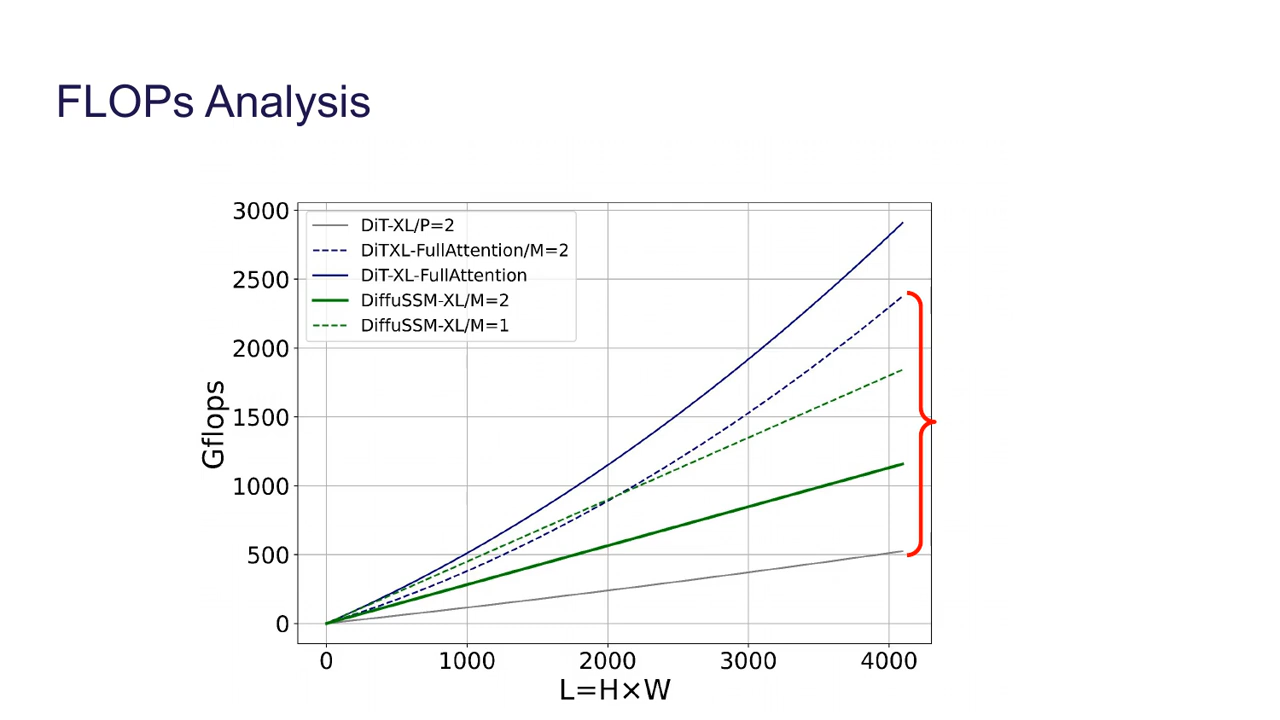 FLOPs Analysis
3000
2500
2000
1500
1000
500
0
Gflops
DiT-XL/P=2
DiTXL-FullAttention/M=2
DiT-XL-FullAttention
DiffuSSM-XL/M=2
DiffuSSM-XL/M=1
0 1000 2000 3000 4000
L=H×W